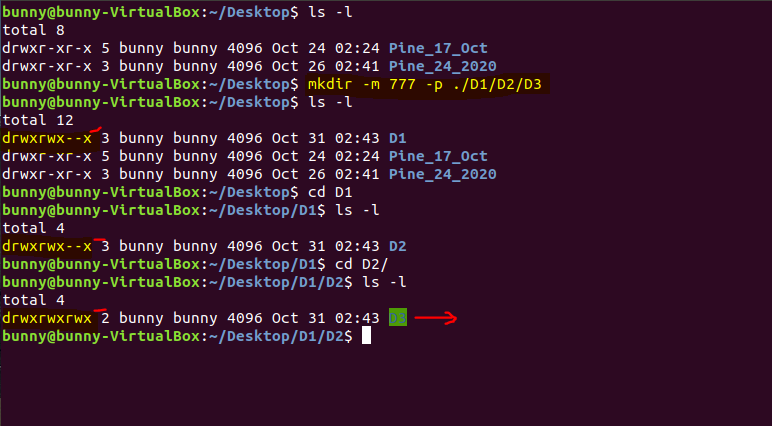 bunny@bunny-VirtualBox:~/Desktop$ ls -l
total 8
drwxr-xr-x 5 bunny bunny 4096 Oct 24 02:24 Pine_17_Oct
drwxr-xr-x 3 bunny bunny 4096 Oct 26 02:41 Pine_24_2020
bunny@bunny-VirtualBox:~/Desktop$ mkdir -m 777 -p ./D1/D2/D3
bunny@bunny-VirtualBox:~/Desktop$ ls -l
total 12
drwxrwx--x 3 bunny bunny 4096 Oct 31 02:43 D1
drwxr-xr-x 5 bunny bunny 4096 Oct 24 02:24 Pine_17_Oct
drwxr-xr-x 3 bunny bunny 4096 Oct 26 02:41 Pine_24_2020
bunny@bunny-VirtualBox:~/Desktop$ cd D1
bunny@bunny-VirtualBox:~/Desktop/D1$ ls -l
total 4
drwxrwx--x 3 bunny bunny 4096 Oct 31 02:43 D2
bunny@bunny-VirtualBox:~/Desktop/D1$ cd D2/
bunny@bunny-VirtualBox:~/Desktop/D1/D2$ ls -l
total 4
drwxrwxrwx 2 bunny bunny 4096 Oct 31 02:43 D3
bunny@bunny-VirtualBox:~/Desktop/D1/D2$